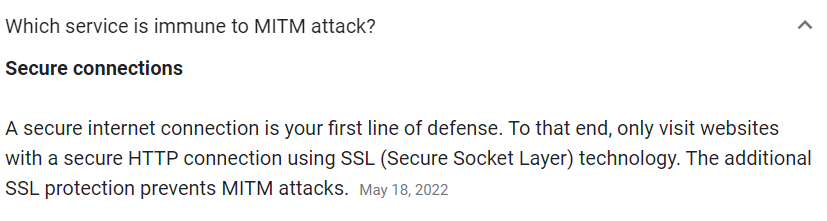 Which service is immune to MITM attack?
Secure connections
A secure internet connection is your first line of defense. To that end, only visit websites
with a secure HTTP connection using SSL (Secure Socket Layer) technology. The additional
SSL protection prevents MITM attacks. May 18, 2022